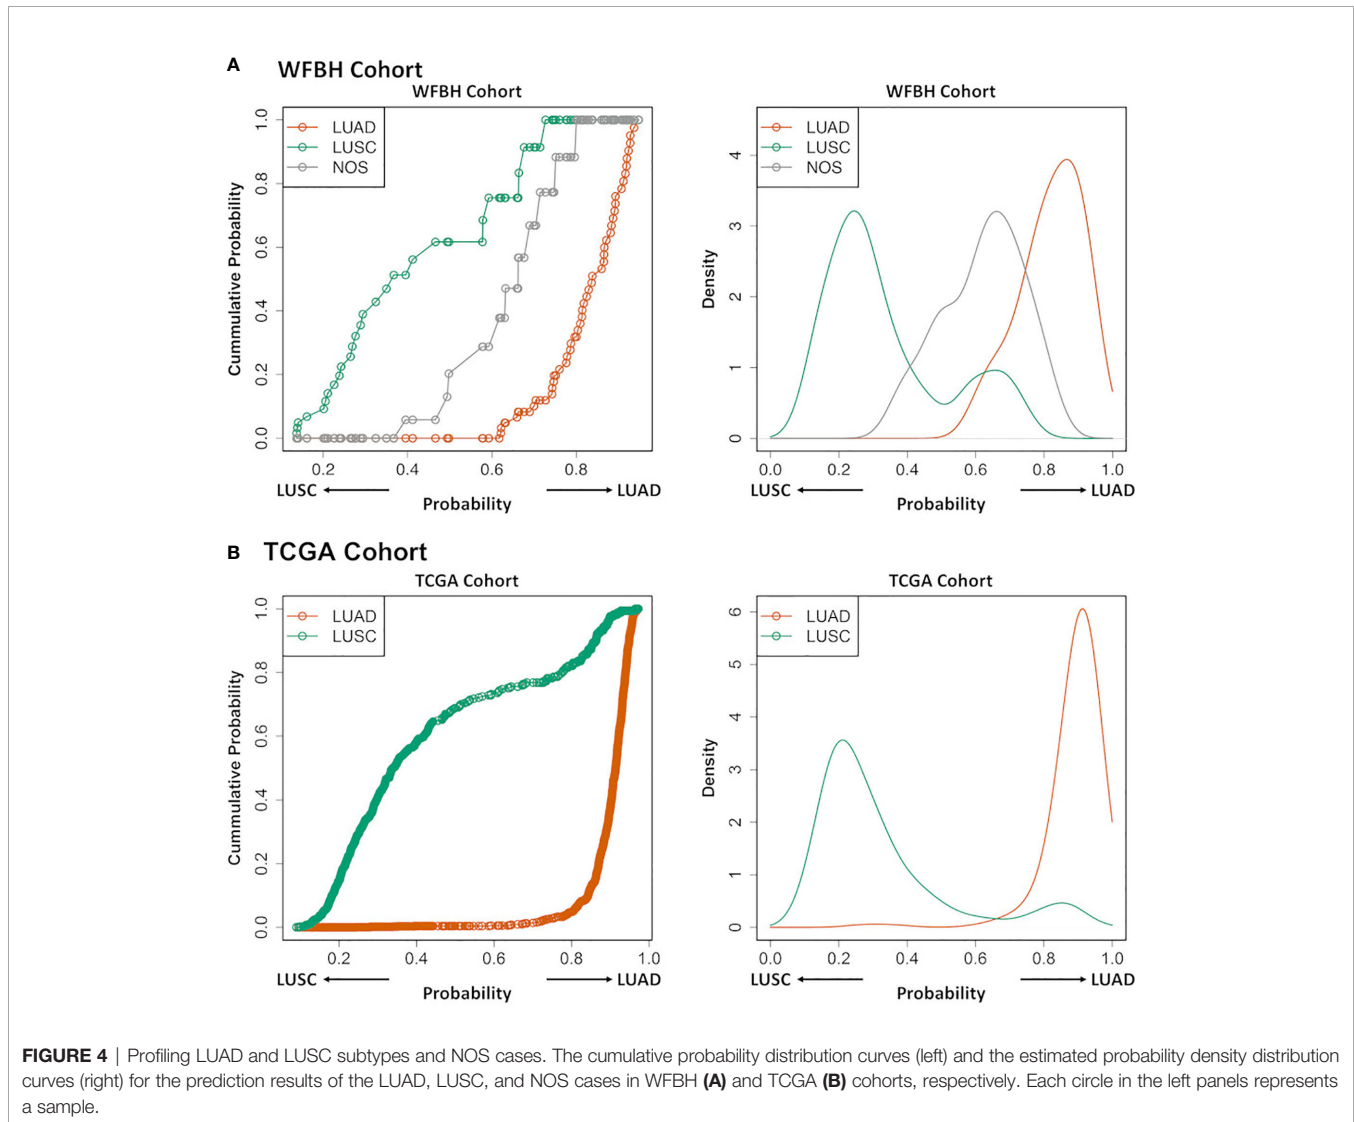 A WFBH Cohort
WFBH Cohort
LUAD
LUSC
NOS
Cummulative Probability
0.0 0.2 0.4 0.6 0.8 1.0
0.2 0.4 0.6 0.8
LUSC LUAD
Probability
WFBH Cohort
LUAD
LUSC
NOS
Density
0 1 2 3 4
0.0 0.2 0.4 0.6 0.8 1.0
LUSC LUAD
Probability
B TCGA Cohort
TCGA Cohort
LUAD
LUSC
Cummulative Probability
0.0 0.2 0.4 0.6 0.8 1.0
0.2 0.4 0.6 0.8 1.0
LUSC LUAD
Probability
TCGA Cohort
LUAD
LUSC
Density
0 1 2 3 4 5 6
0.0 0.2 0.4 0.6 0.8 1.0
LUSC LUAD
Probability
FIGURE 4 | Profiling LUAD and LUSC subtypes and NOS cases. The cumulative probability distribution curves (left) and the estimated probability density distribution
curves (right) for the prediction results of the LUAD, LUSC, and NOS cases in WFBH (A) and TCGA (B) cohorts, respectively. Each circle in the left panels represents
a sample.